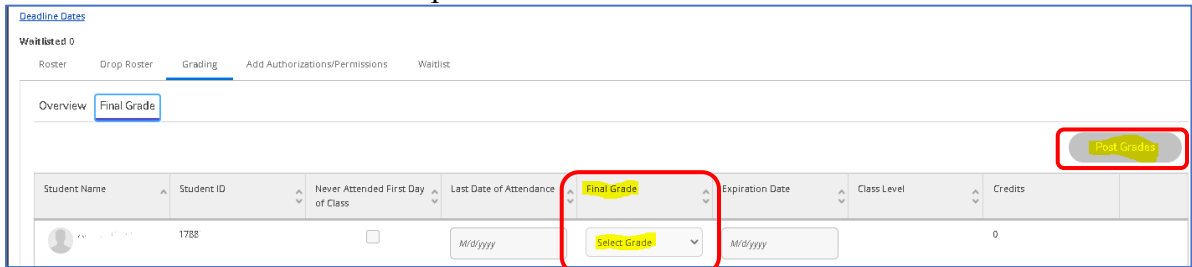 Deadline Dates
Waitlisted 0
Roster Drop Roster Grading Add Authorizations/Permissions Waitlist
Overview Final Grade
Post Grades
Student Name Student ID Never Attended First Day of Class Last Date of Attendance Final Grade Expiration Date Class Level Credits
1788 M/d/yyyy Select Grade M/d/yyyy 0